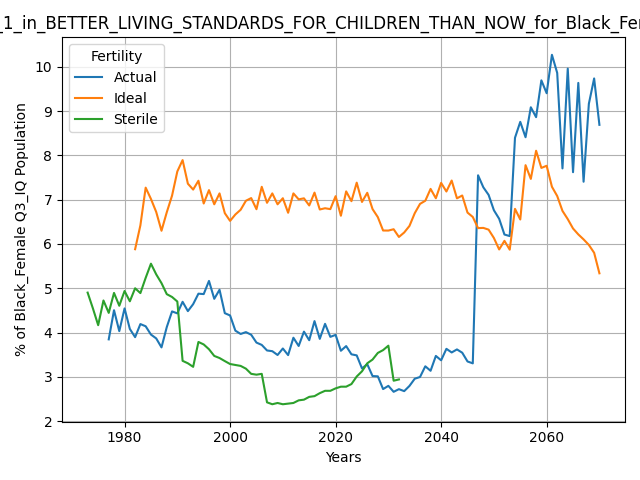 _1_in_BETTER_LIVING_STANDARDS_FOR_CHILDREN_THAN_NOW_for_Black_Fe
Fertility
Actual
Ideal
Sterile
% of Black_Female Q3_IQ Population
10
9
8
7
6
5
4
3
2
1980
2000
2020
2040
2060
Years